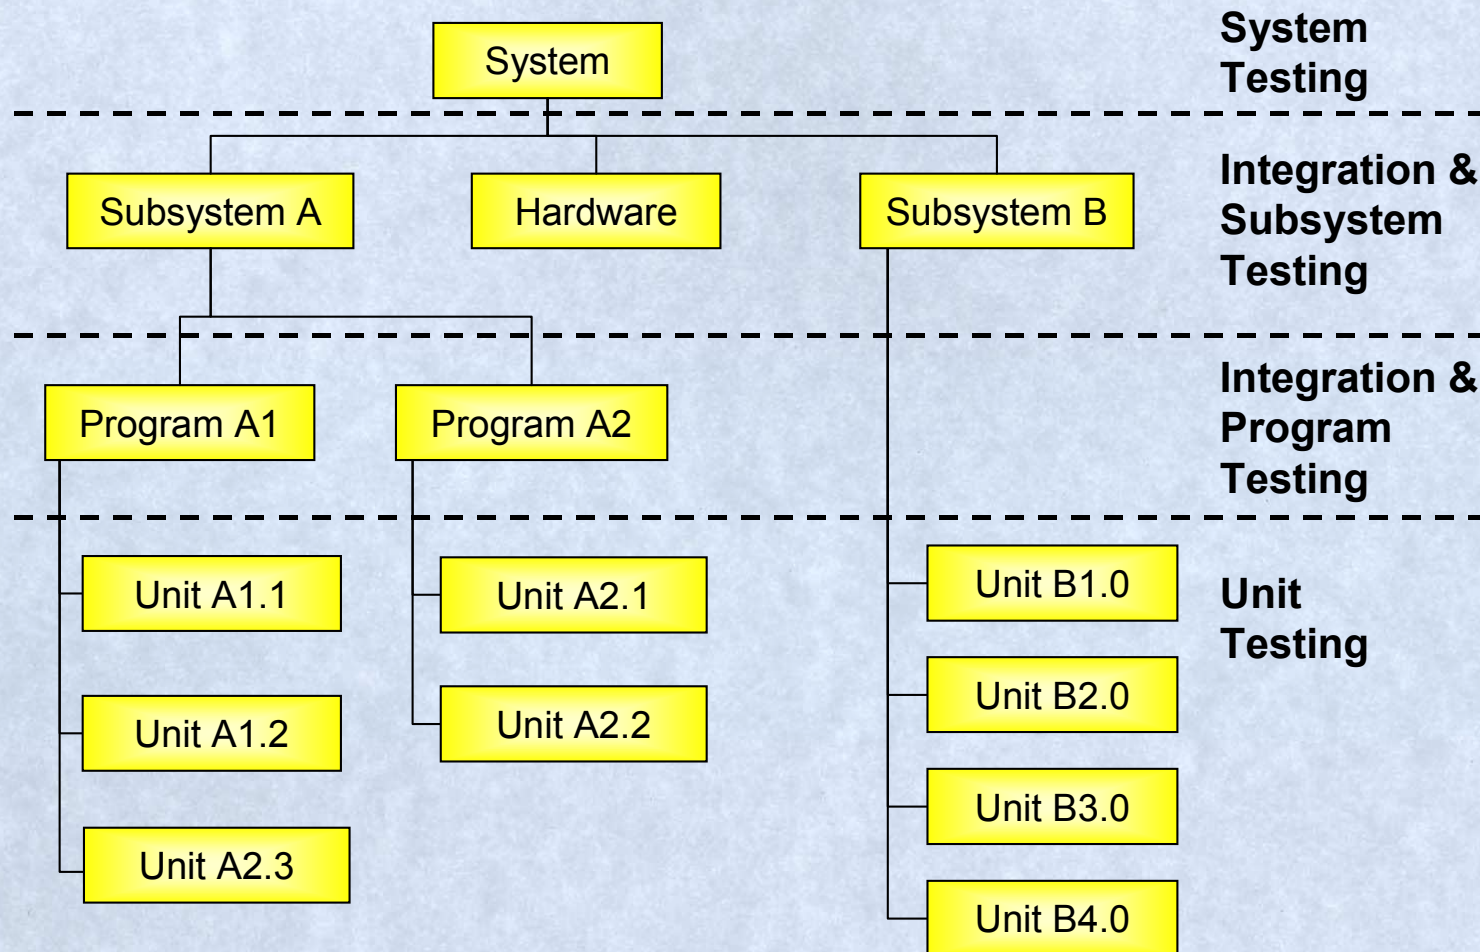 System
System
Testing
Subsystem A
Hardware
Subsystem B
Integration &
Subsystem
Testing
Program A1
Program A2
Integration &
Program
Testing
Unit A1.1
Unit A2.1
Unit B1.0
Unit
Testing
Unit A1.2
Unit A2.2
Unit B2.0
Unit A2.3
Unit B3.0
Unit B4.0